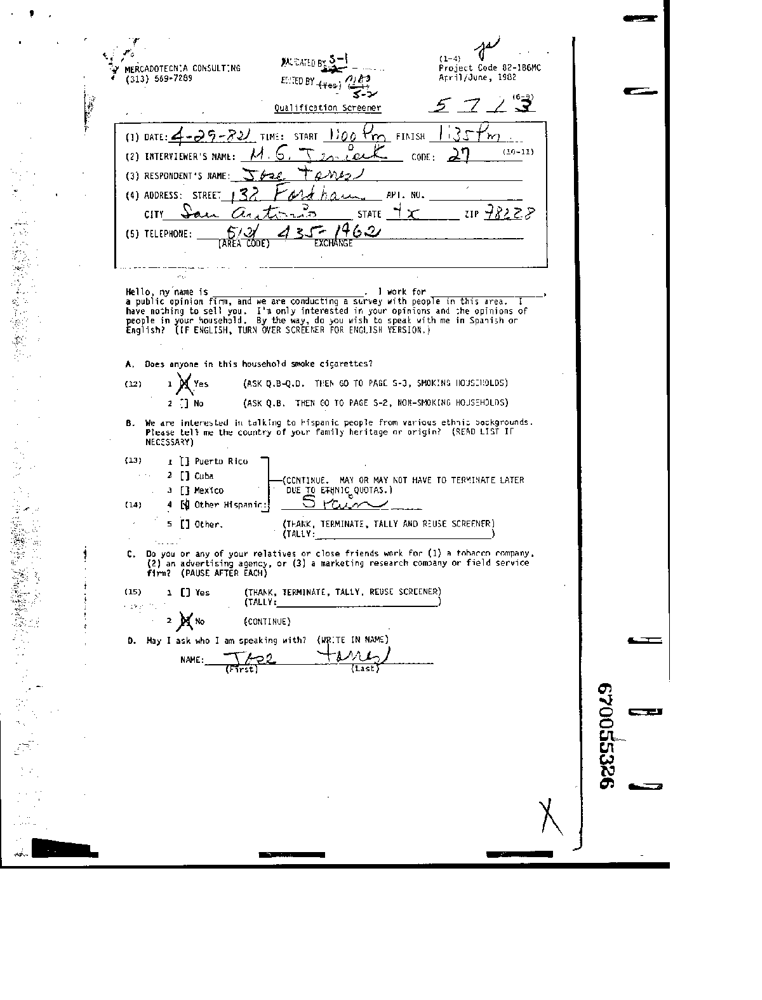 MERCADOTECNIA CONSULTING
(313) 569-7289
VALIDATED BY S-1
EDITED BY (Yes)
S-2
(1-4)
Project Code 82-186MC
April/June, 1982
Qualification Screener
5 7 1 3 (6-9)
(1) DATE: 4-29-82 TIME: START 1:00 Pm FINISH 1:35 Pm
(2) INTERVIEWER'S NAME: M. G. CODE: 27 (10-11)
(3) RESPONDENT'S NAME: Jose Torres
(4) ADDRESS: STREET 132 Fordham APT. NO.
CITY San Antonio STATE Tx ZIP 78228
(5) TELEPHONE: 512 435-1962
(AREA CODE) EXCHANGE
Hello, my name is . I work for ,
a public opinion firm, and we are conducting a survey with people in this area. I
have nothing to sell you. I'm only interested in your opinions and the opinions of
people in your household. By the way, do you wish to speak with me in Spanish or
English? (IF ENGLISH, TURN OVER SCREENER FOR ENGLISH VERSION.)
A. Does anyone in this household smoke cigarettes?
(12) 1 [X] Yes (ASK Q.B-Q.D. THEN GO TO PAGE S-3, SMOKING HOUSEHOLDS)
2 [] No (ASK Q.B. THEN GO TO PAGE S-2, NON-SMOKING HOUSEHOLDS)
B. We are interested in talking to Hispanic people from various ethnic backgrounds.
Please tell me the country of your family heritage or origin? (READ LIST IF
NECESSARY)
(13) 1 [] Puerto Rico
2 [] Cuba (CONTINUE. MAY OR MAY NOT HAVE TO TERMINATE LATER
3 [] Mexico DUE TO ETHNIC QUOTAS.)
(14) 4 [X] Other Hispanic: Spain
5 [] Other. (THANK, TERMINATE, TALLY AND REUSE SCREENER)
(TALLY: )
C. Do you or any of your relatives or close friends work for (1) a tobacco company,
(2) an advertising agency, or (3) a marketing research company or field service
firm? (PAUSE AFTER EACH)
(15) 1 [] Yes (THANK, TERMINATE, TALLY, REUSE SCREENER)
(TALLY: )
2 [X] No (CONTINUE)
D. May I ask who I am speaking with? (WRITE IN NAME)
NAME: Jose Torres
(First) (Last)
670055326
X